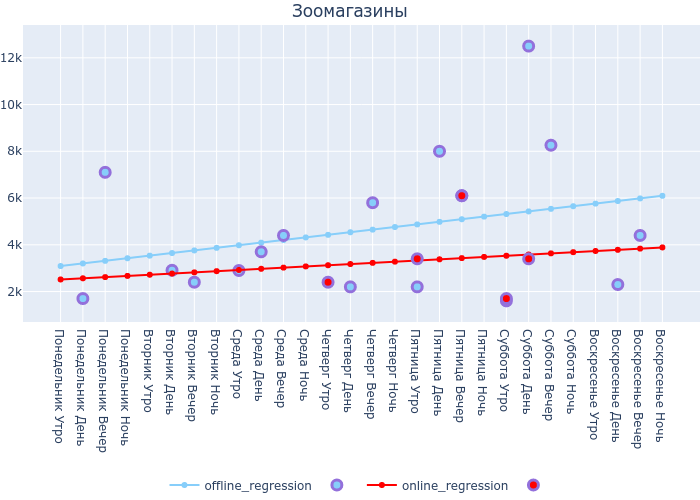 Зоомагазины
12k
10k
8k
6k
4k
2k
Понедельник Утро
Понедельник День
Понедельник Вечер
Понедельник Ночь
Вторник Утро
Вторник День
Вторник Вечер
Вторник Ночь
Среда Утро
Среда День
Среда Вечер
Среда Ночь
Четверг Утро
Четверг День
Четверг Вечер
Четверг Ночь
Пятница Утро
Пятница День
Пятница Вечер
Пятница Ночь
Суббота Утро
Суббота День
Суббота Вечер
Суббота Ночь
Воскресенье Утро
Воскресенье День
Воскресенье Вечер
Воскресенье Ночь
offline_regression
online_regression